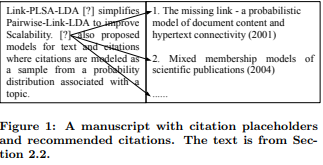 Link-PLSA-LDA [?] simplifies
Pairwise-Link-LDA to improve
Scalability. [?] also proposed
models for text and citations
where citations are modeled as
a sample from a probability
distribution associated with a
topic.
1. The missing link - a probabilistic
model of document content and
hypertext connectivity (2001)
2. Mixed membership models of
scientific publications (2004)
......
Figure 1: A manuscript with citation placeholders
and recommended citations. The text is from Sec-
tion 2.2.